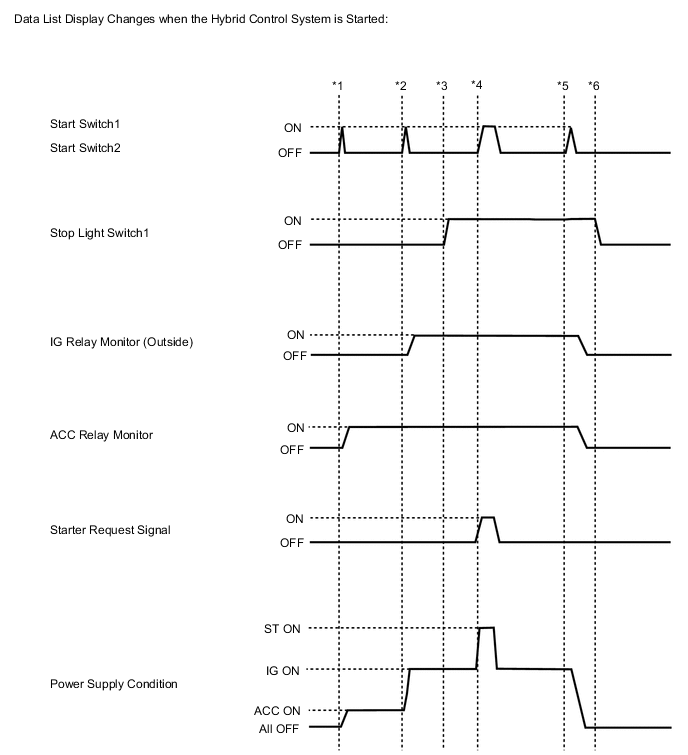 Data List Display Changes when the Hybrid Control System is Started:
*1 *2 *3 *4 *5 *6
Start Switch1
ON
Start Switch2
OFF
ON
Stop Light Switch1
OFF
ON
IG Relay Monitor (Outside)
OFF
ON
ACC Relay Monitor
OFF
ON
Starter Request Signal
OFF
ST ON
IG ON
Power Supply Condition
ACC ON
All OFF